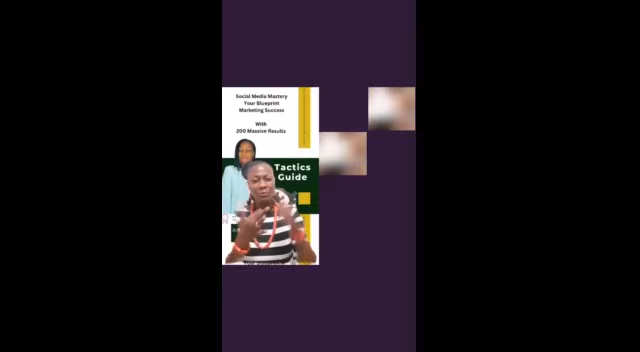 Social Media Mastery
Your Blueprint
Marketing Success
With
200 Massive Results
Tactics
Guide